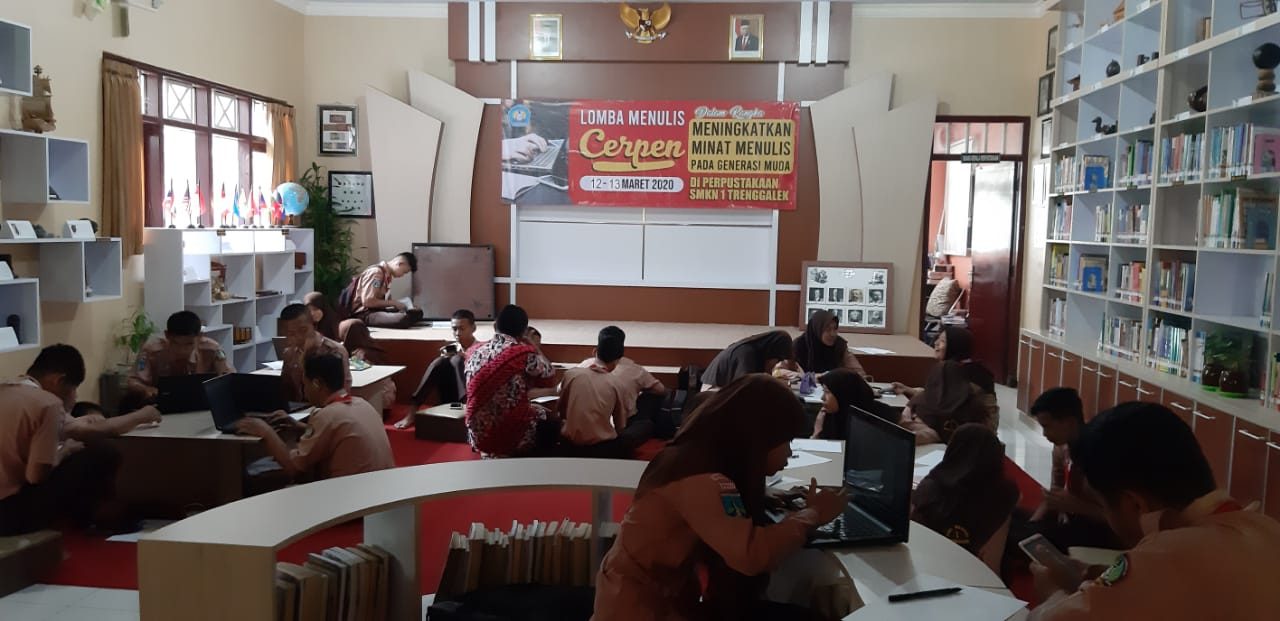 LOMBA MENULIS
Cerpen
12-13 MARET 2020
Dalam Rangka
MENINGKATKAN
MINAT MENULIS
PADA GENERASI MUDA
DI PERPUSTAKAAN
SMKN 1 TRENGGALEK